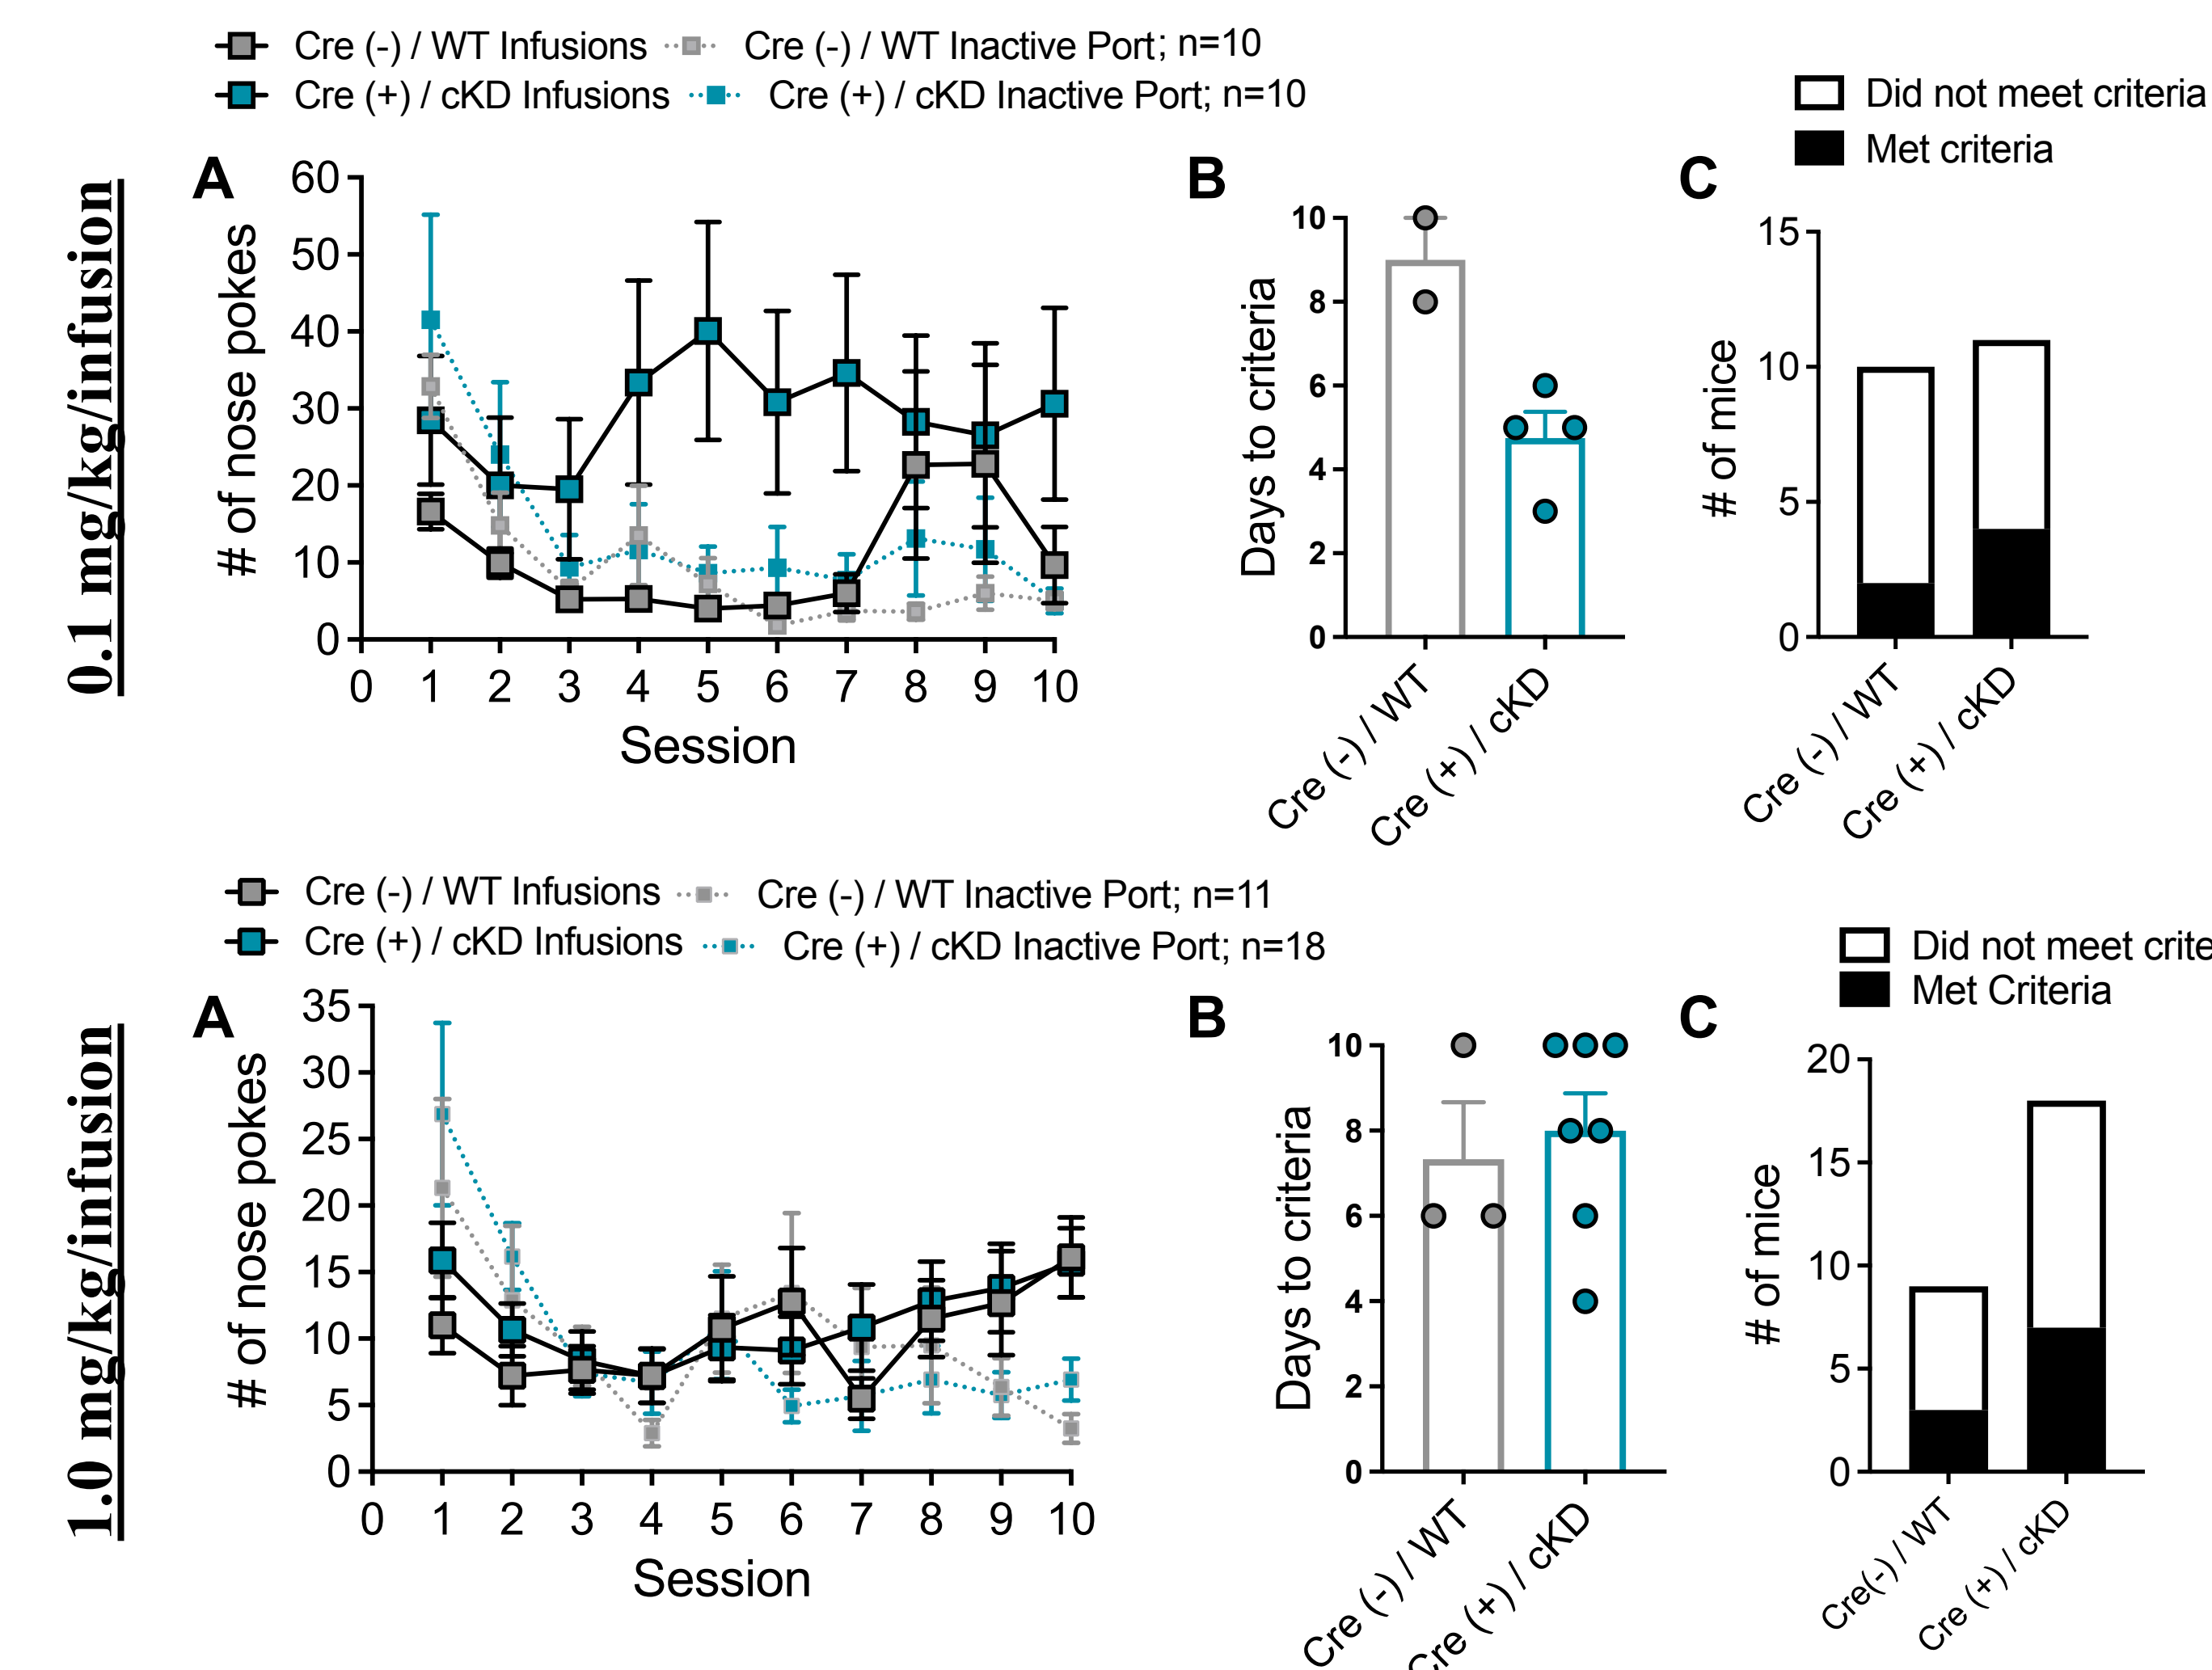 Cre (-) / WT Infusions Cre (-) / WT Inactive Port; n=10
Cre (+) / cKD Infusions Cre (+) / cKD Inactive Port; n=10
Did not meet criteria
Met criteria
0.1 mg/kg/infusion
A
# of nose pokes
60
50
40
30
20
10
0
0 1 2 3 4 5 6 7 8 9 10
Session
B
Days to criteria
10
8
6
4
2
0
Cre (-) / WT
Cre (+) / cKD
C
# of mice
15
10
5
0
Cre (-) / WT
Cre (+) / cKD
Cre (-) / WT Infusions Cre (-) / WT Inactive Port; n=11
Cre (+) / cKD Infusions Cre (+) / cKD Inactive Port; n=18
Did not meet crite
Met Criteria
1.0 mg/kg/infusion
A
# of nose pokes
35
30
25
20
15
10
5
0
0 1 2 3 4 5 6 7 8 9 10
Session
B
Days to criteria
10
8
6
4
2
0
Cre (-) / WT
Cre (+) / cKD
C
# of mice
20
15
10
5
0
Cre(-) / WT
Cre (+) / cKD